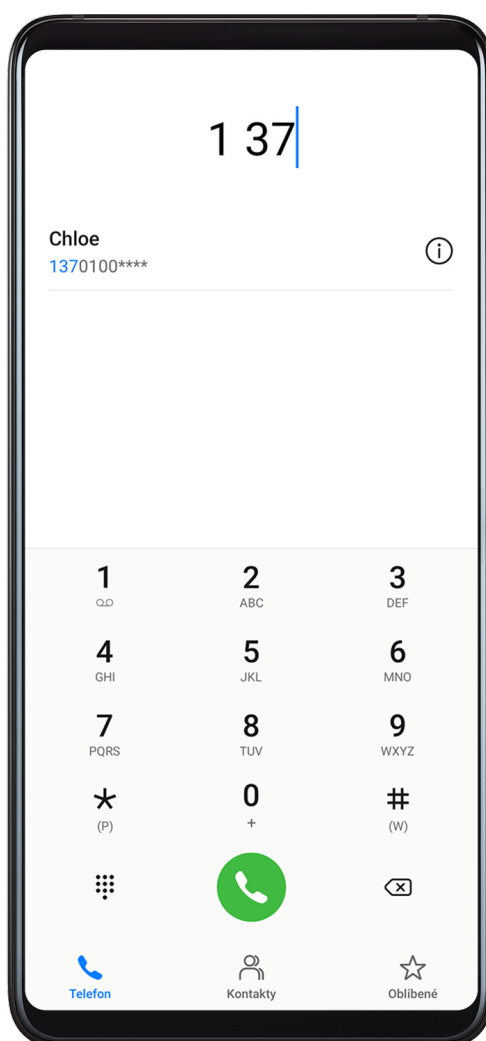 1 37
Chloe
1370100****
1 2 3
ABC DEF
4 5 6
GHI JKL MNO
7 8 9
PQRS TUV WXYZ
* 0 #
(P) + (W)
Telefon Kontakty Oblíbené